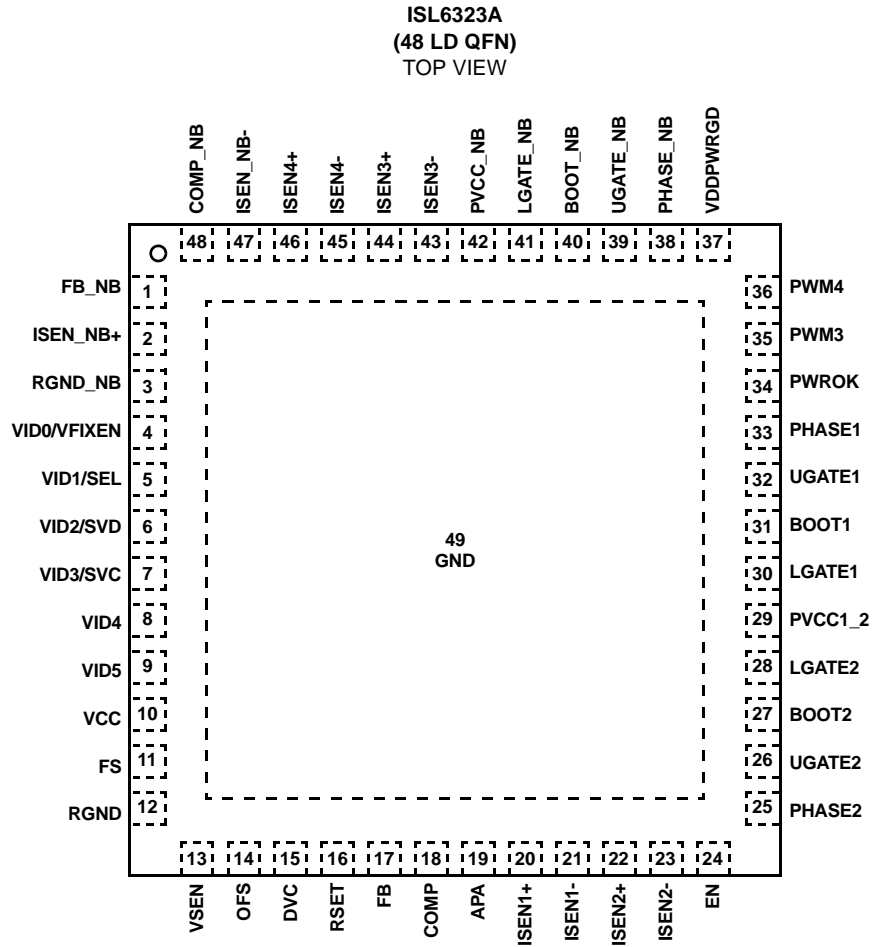 ISL6323A
(48 LD QFN)
TOP VIEW
COMP_NB
ISEN_NB-
ISEN4+
ISEN4-
ISEN3+
ISEN3-
PVCC_NB
LGATE_NB
BOOT_NB
UGATE_NB
PHASE_NB
VDDPWRGD
48 47 46 45 44 43 42 41 40 39 38 37
FB_NB 1
ISEN_NB+ 2
RGND_NB 3
VID0/VFIXEN 4
VID1/SEL 5
VID2/SVD 6
VID3/SVC 7
VID4 8
VID5 9
VCC 10
FS 11
RGND 12
49
GND
36 PWM4
35 PWM3
34 PWROK
33 PHASE1
32 UGATE1
31 BOOT1
30 LGATE1
29 PVCC1_2
28 LGATE2
27 BOOT2
26 UGATE2
25 PHASE2
13 14 15 16 17 18 19 20 21 22 23 24
VSEN
OFS
DVC
RSET
FB
COMP
APA
ISEN1+
ISEN1-
ISEN2+
ISEN2-
EN